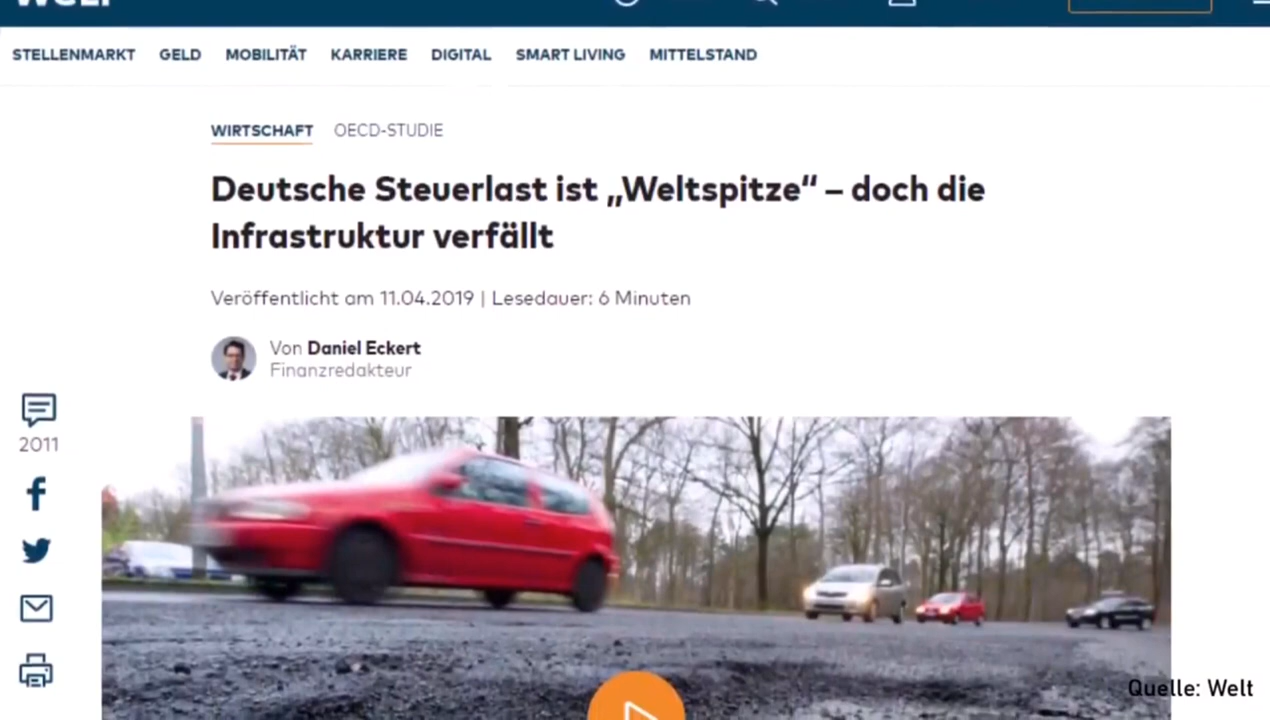 WELT
STELLENMARKT GELD MOBILITÄT KARRIERE DIGITAL SMART LIVING MITTELSTAND
WIRTSCHAFT OECD-STUDIE
Deutsche Steuerlast ist „Weltspitze“ – doch die
Infrastruktur verfällt
Veröffentlicht am 11.04.2019 | Lesedauer: 6 Minuten
Von Daniel Eckert
Finanzredakteur
2011
Quelle: Welt